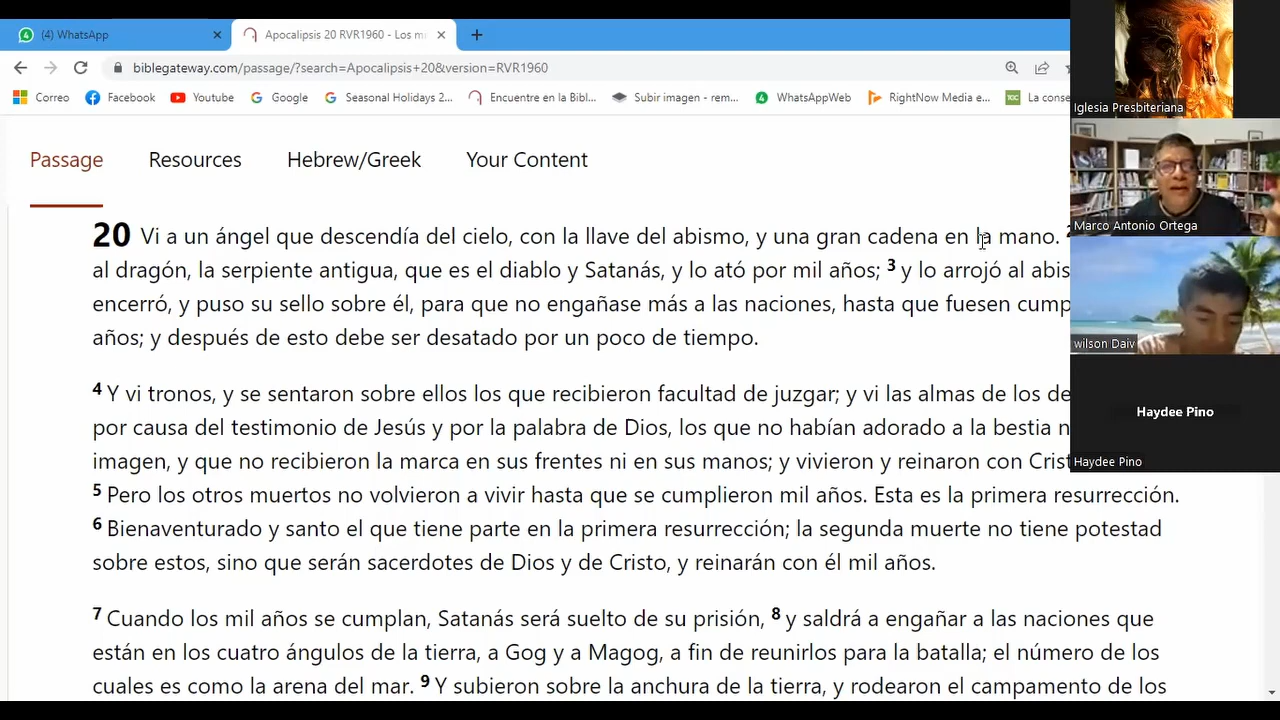 (4) WhatsApp
Apocalipsis 20 RVR1960 - Los m
biblegateway.com/passage/?search=Apocalipsis+20&version=RVR1960
Correo Facebook Youtube Google Seasonal Holidays 2... Encuentre en la Bibl... Subir imagen - rem... WhatsAppWeb RightNow Media e... La conse
Passage Resources Hebrew/Greek Your Content
20 Vi a un ángel que descendía del cielo, con la llave del abismo, y una gran cadena en la mano.
al dragón, la serpiente antigua, que es el diablo y Satanás, y lo ató por mil años; 3 y lo arrojó al abis
encerró, y puso su sello sobre él, para que no engañase más a las naciones, hasta que fuesen cump
años; y después de esto debe ser desatado por un poco de tiempo.
4 Y vi tronos, y se sentaron sobre ellos los que recibieron facultad de juzgar; y vi las almas de los de
por causa del testimonio de Jesús y por la palabra de Dios, los que no habían adorado a la bestia n
imagen, y que no recibieron la marca en sus frentes ni en sus manos; y vivieron y reinaron con Crist
5 Pero los otros muertos no volvieron a vivir hasta que se cumplieron mil años. Esta es la primera resurrección.
6 Bienaventurado y santo el que tiene parte en la primera resurrección; la segunda muerte no tiene potestad
sobre estos, sino que serán sacerdotes de Dios y de Cristo, y reinarán con él mil años.
7 Cuando los mil años se cumplan, Satanás será suelto de su prisión, 8 y saldrá a engañar a las naciones que
están en los cuatro ángulos de la tierra, a Gog y a Magog, a fin de reunirlos para la batalla; el número de los
cuales es como la arena del mar. 9 Y subieron sobre la anchura de la tierra, y rodearon el campamento de los
Iglesia Presbiteriana
Marco Antonio Ortega
wilson Daiv
Haydee Pino
Haydee Pino